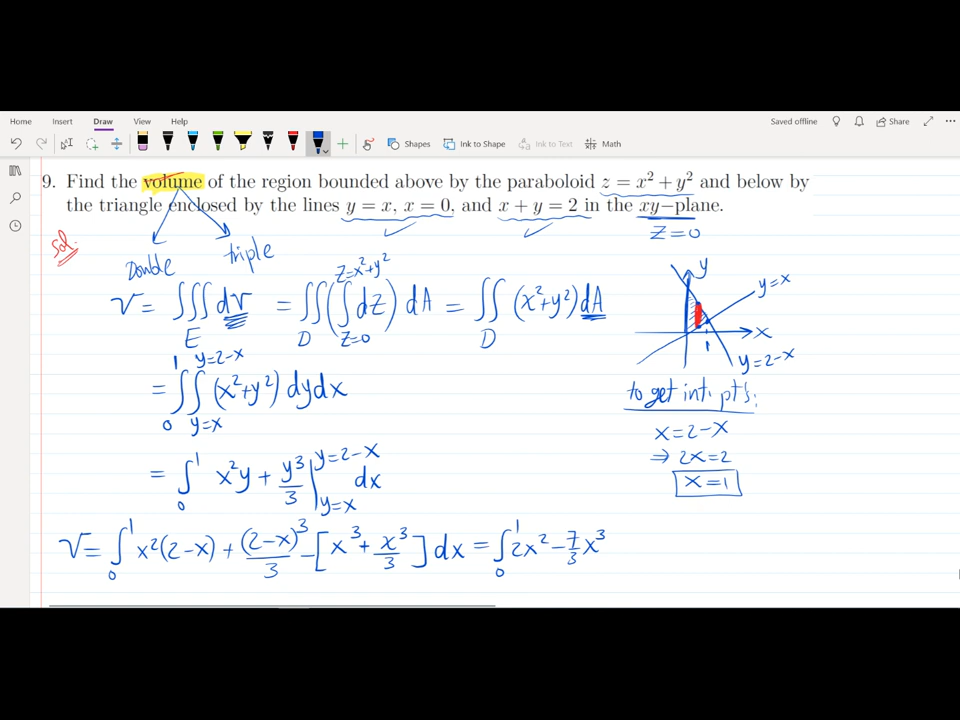 Home Insert Draw View Help Saved offline Share
Shapes Ink to Shape Ink to Text Math
9. Find the volume of the region bounded above by the paraboloid z = x² + y² and below by
the triangle enclosed by the lines y = x, x = 0, and x + y = 2 in the xy−plane.
Sol.
Double triple
z=0
V = ∭_E dV = ∬_D (∫_{z=0}^{z=x²+y²} dz) dA = ∬_D (x²+y²) dA
y
y=x
x
1
y=2-x
= ∫_0^1 ∫_{y=x}^{y=2-x} (x²+y²) dy dx
to get int. pts:
x=2-x
⇒ 2x=2
x=1
= ∫_0^1 x²y + y³/3 |_{y=x}^{y=2-x} dx
V = ∫_0^1 x²(2-x) + (2-x)³/3 - [x³ + x³/3] dx = ∫_0^1 2x² - 7/3 x³